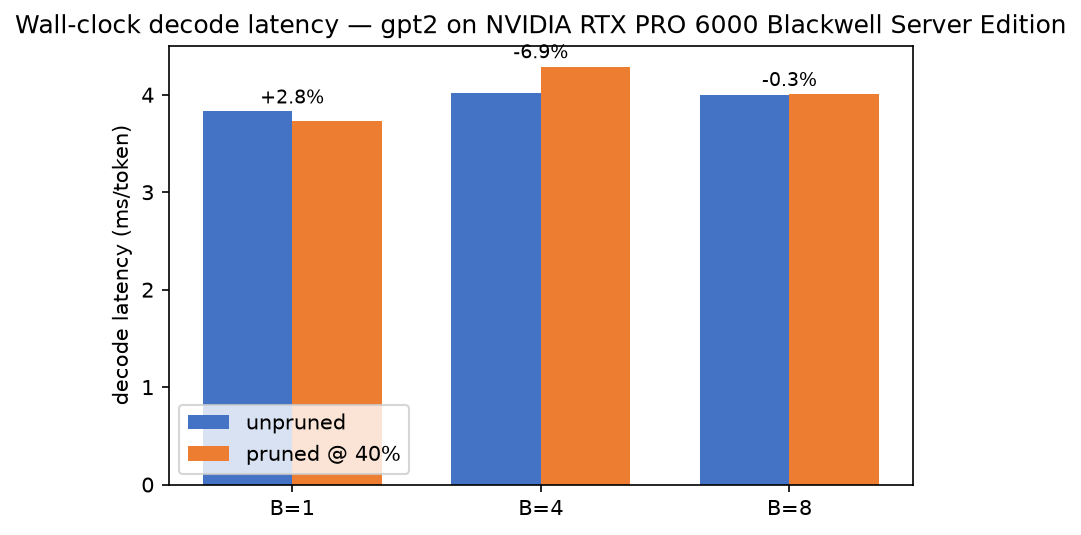 Wall-clock decode latency — gpt2 on NVIDIA RTX PRO 6000 Blackwell Server Edition
-6.9%
+2.8%
-0.3%
4
3
2
1
0
decode latency (ms/token)
unpruned
pruned @ 40%
B=1
B=4
B=8